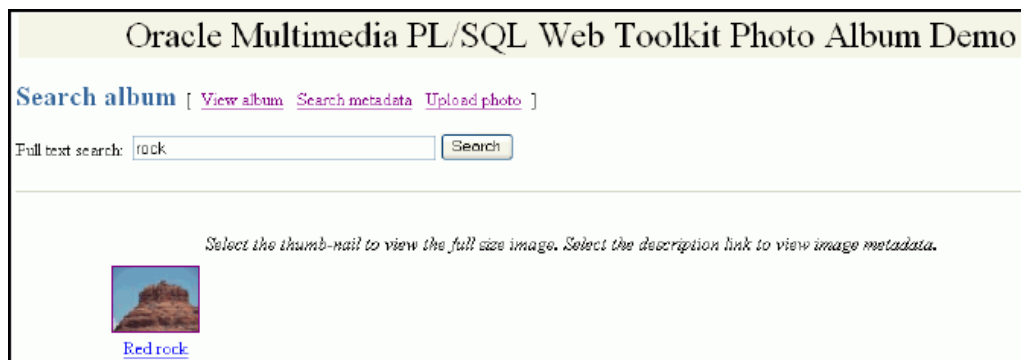 Oracle Multimedia PL/SQL Web Toolkit Photo Album Demo
Search album [ View album Search metadata Upload photo ]
Full text search: rock Search
Select the thumb-nail to view the full size image. Select the description link to view image metadata.
Red rock